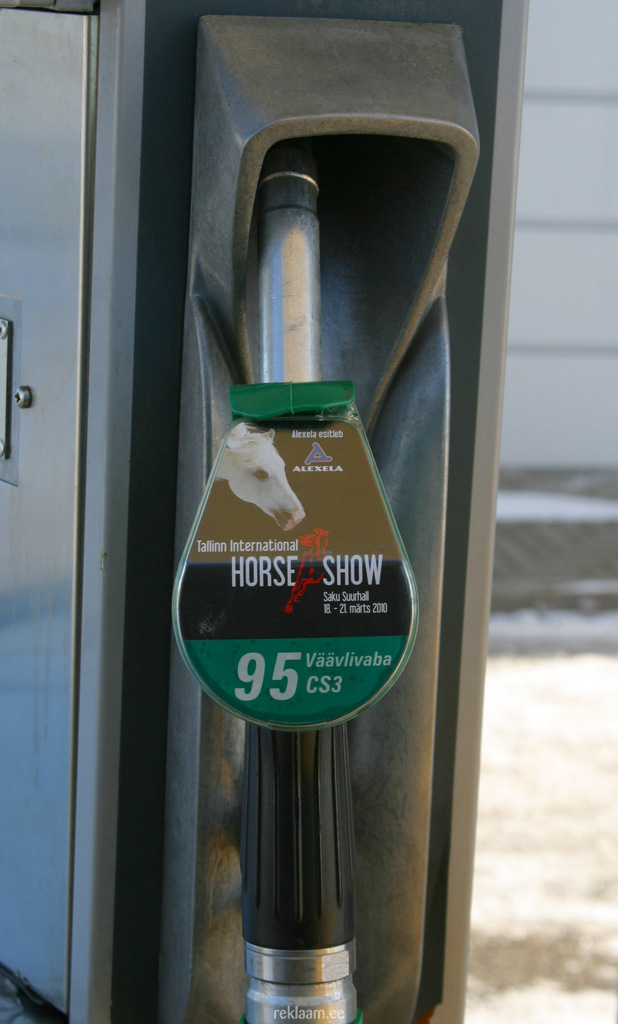 Alexela esitleb
ALEXELA
Tallinn International
HORSE SHOW
Saku Suurhall
18. - 21. märts 2010
95 Väävlivaba
CS3
reklaam.ee